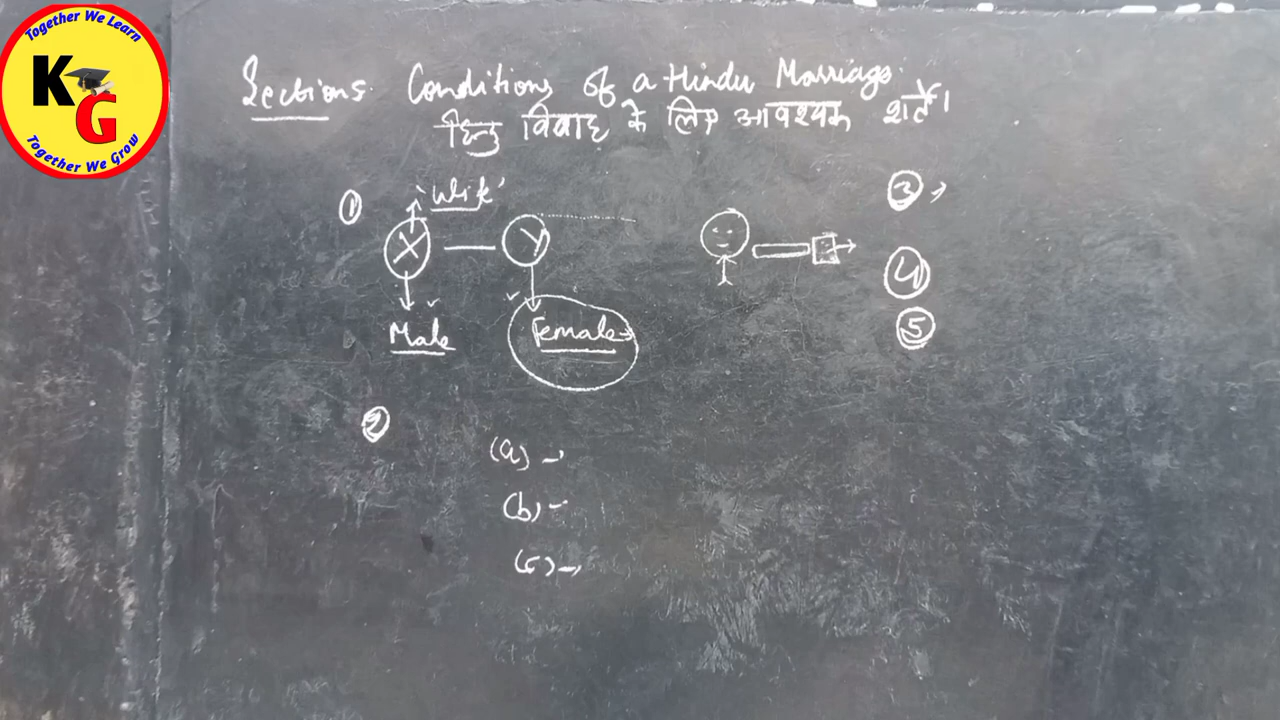 Together We Learn
KG
Together We Grow
Sections. Conditions of a Hindu Marriage.
हिन्दु विवाह के लिए आवश्यक शर्तें।
① 'Wife'
X — Y
Male Female
②
(a) →
(b) -
(c) →
③ →
④
⑤